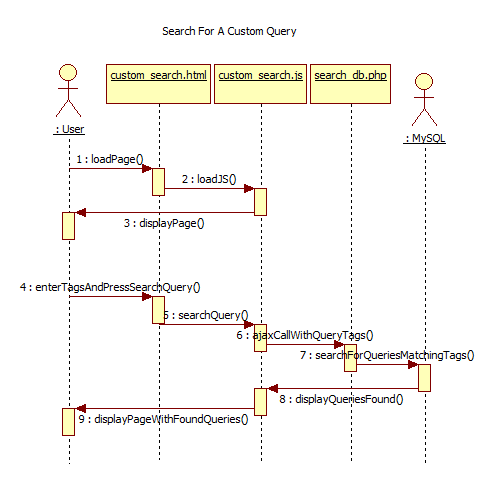 Search For A Custom Query
custom_search.html
custom_search.js
search_db.php
: User
: MySQL
1 : loadPage()
2 : loadJS()
3 : displayPage()
4 : enterTagsAndPressSearchQuery()
5 : searchQuery()
6 : ajaxCallWithQueryTags()
7 : searchForQueriesMatchingTags()
8 : displayQueriesFound()
9 : displayPageWithFoundQueries()